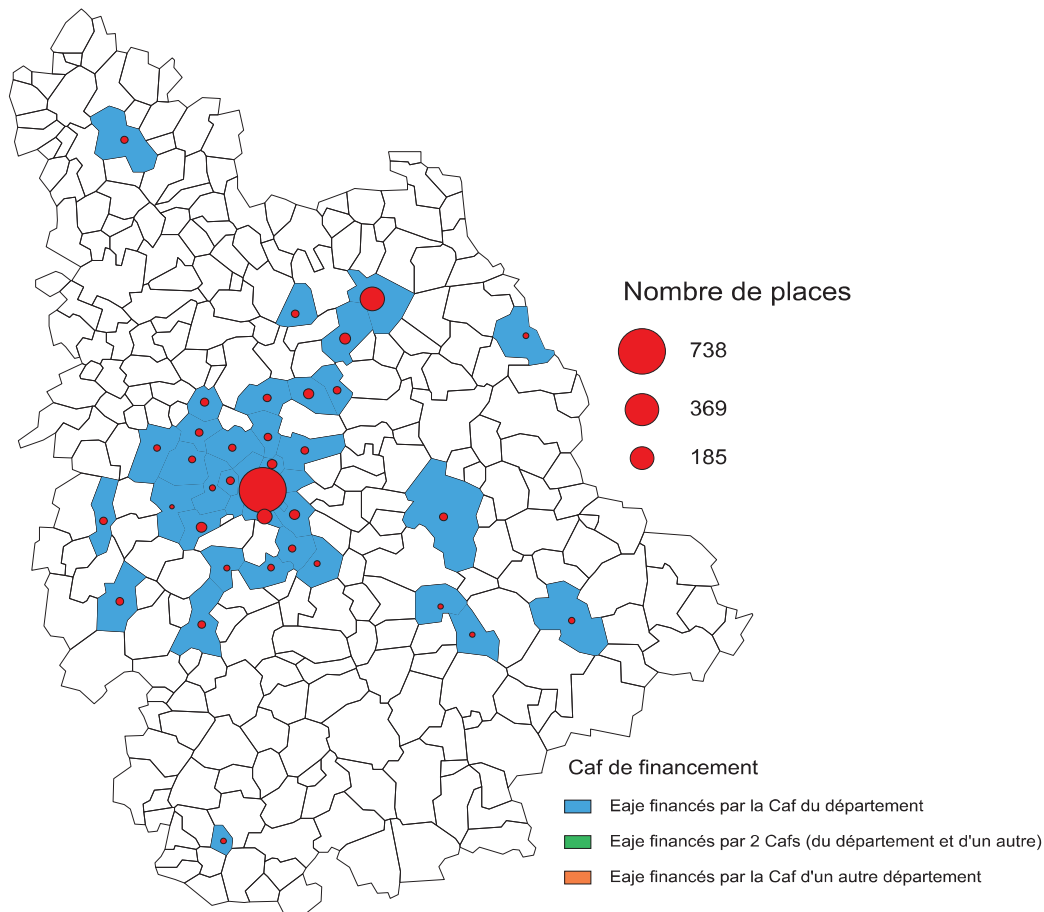 Nombre de places
738
369
185
Caf de financement
Eaje financés par la Caf du département
Eaje financés par 2 Cafs (du département et d'un autre)
Eaje financés par la Caf d'un autre département